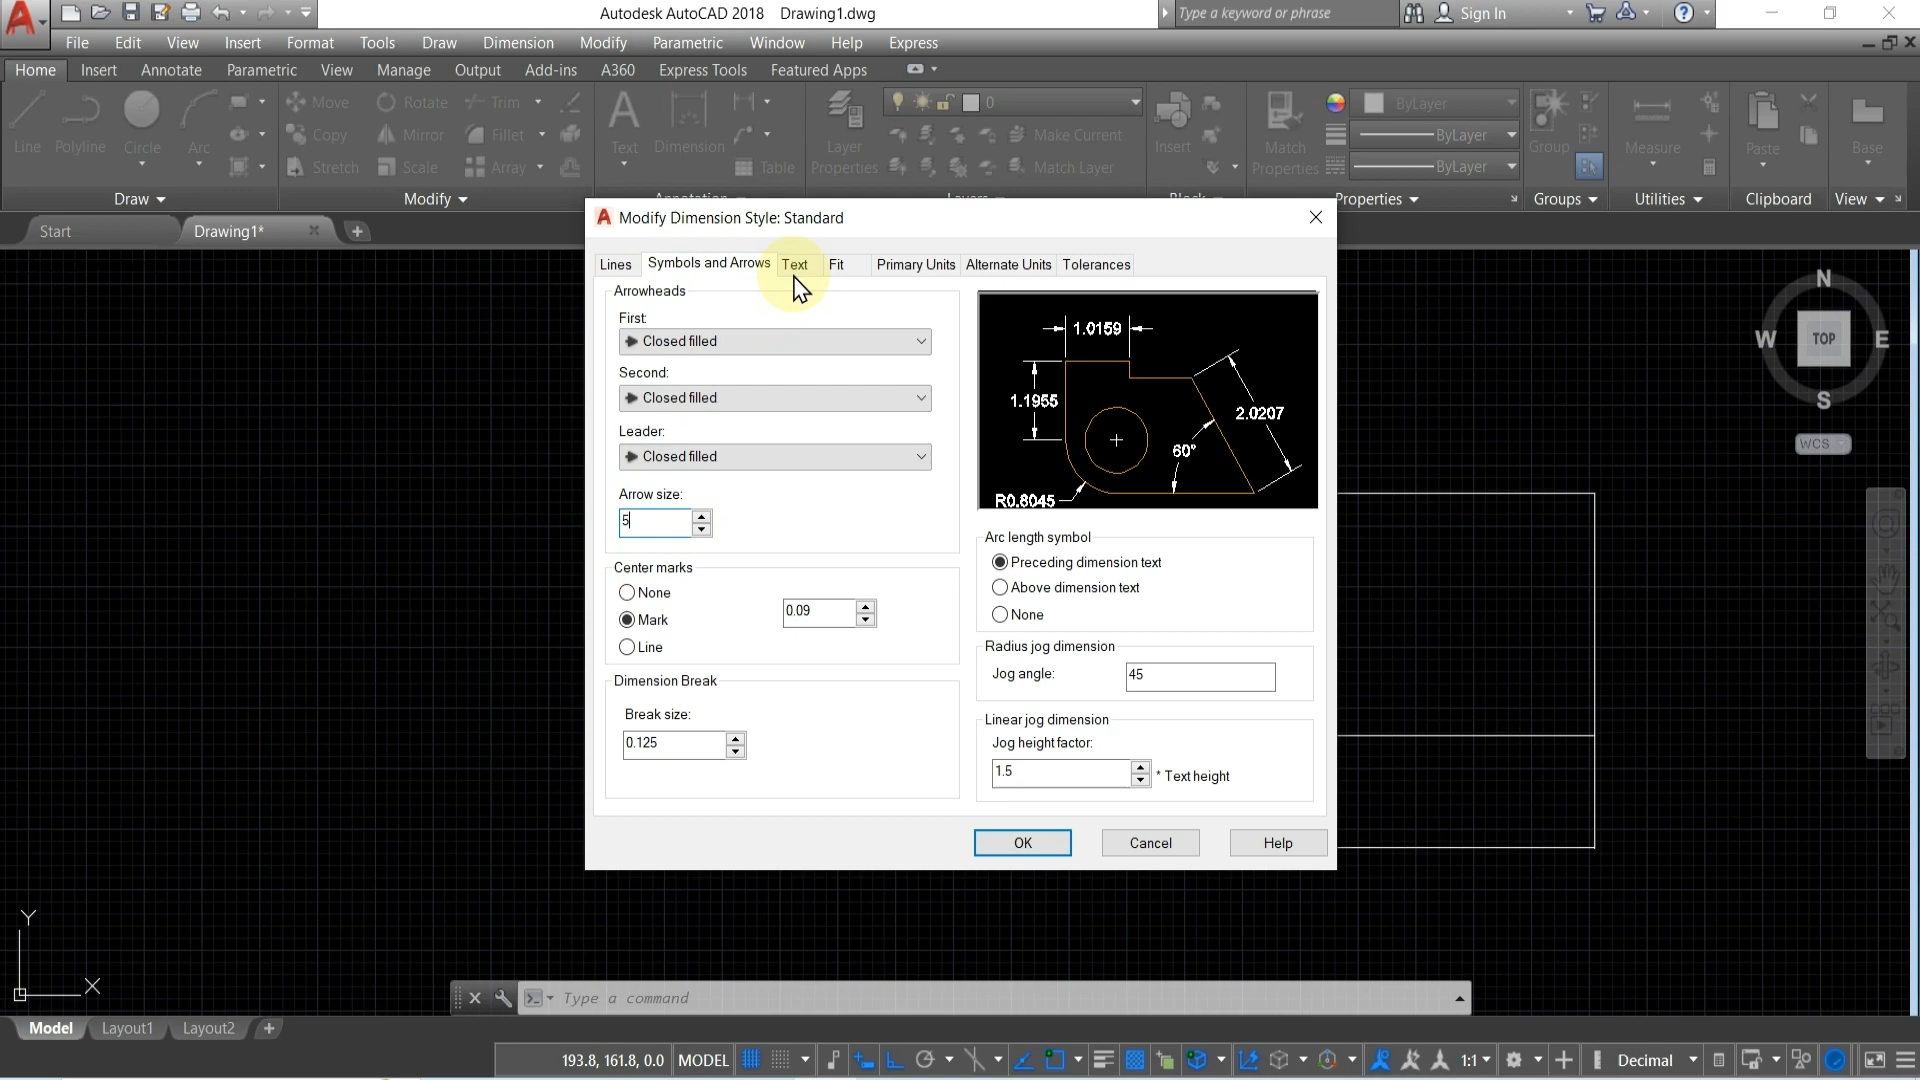 Autodesk AutoCAD 2018 Drawing1.dwg
Type a keyword or phrase
Sign In
File Edit View Insert Format Tools Draw Dimension Modify Parametric Window Help Express
Home Insert Annotate Parametric View Manage Output Add-ins A360 Express Tools Featured Apps
Line Polyline Circle Arc
Move Rotate Trim
Copy Mirror Fillet
Stretch Scale Array
Text Dimension Table
Layer Properties
0
Make Current
Match Layer
Insert
Match Properties
ByLayer
ByLayer
ByLayer
Group Measure Paste Base
Draw Modify Properties Groups Utilities Clipboard View
Start Drawing1*
Modify Dimension Style: Standard
Lines Symbols and Arrows Text Fit Primary Units Alternate Units Tolerances
Arrowheads
First:
Closed filled
Second:
Closed filled
Leader:
Closed filled
Arrow size:
5
Center marks
None
Mark
Line
0.09
Dimension Break
Break size:
0.125
1.0159
1.1955
2.0207
60°
R0.8045
Arc length symbol
Preceding dimension text
Above dimension text
None
Radius jog dimension
Jog angle:
45
Linear jog dimension
Jog height factor:
1.5
* Text height
OK Cancel Help
N
W TOP E
S
WCS
Y
X
Type a command
Model Layout1 Layout2
193.8, 161.8, 0.0 MODEL 1:1 Decimal